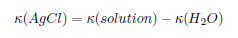 κ(AgCl) = κ(solution) − κ(H₂O)